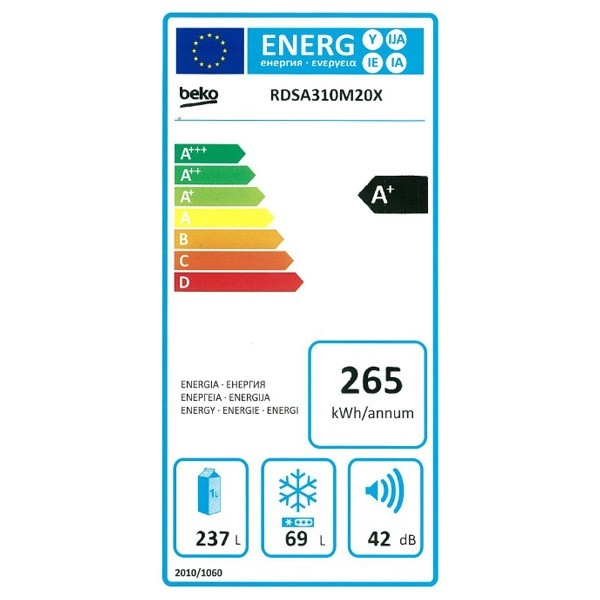 ENERG Y IJA IE IA
енергия · ενεργεια
beko RDSA310M20X
A+++
A++
A+
A
B
C
D
A+
ENERGIA · ЕНЕРГИЯ
ΕΝΕΡΓΕΙΑ · ENERGIJA
ENERGY · ENERGIE · ENERGI
265
kWh/annum
1L
237 L
69 L
42 dB
2010/1060